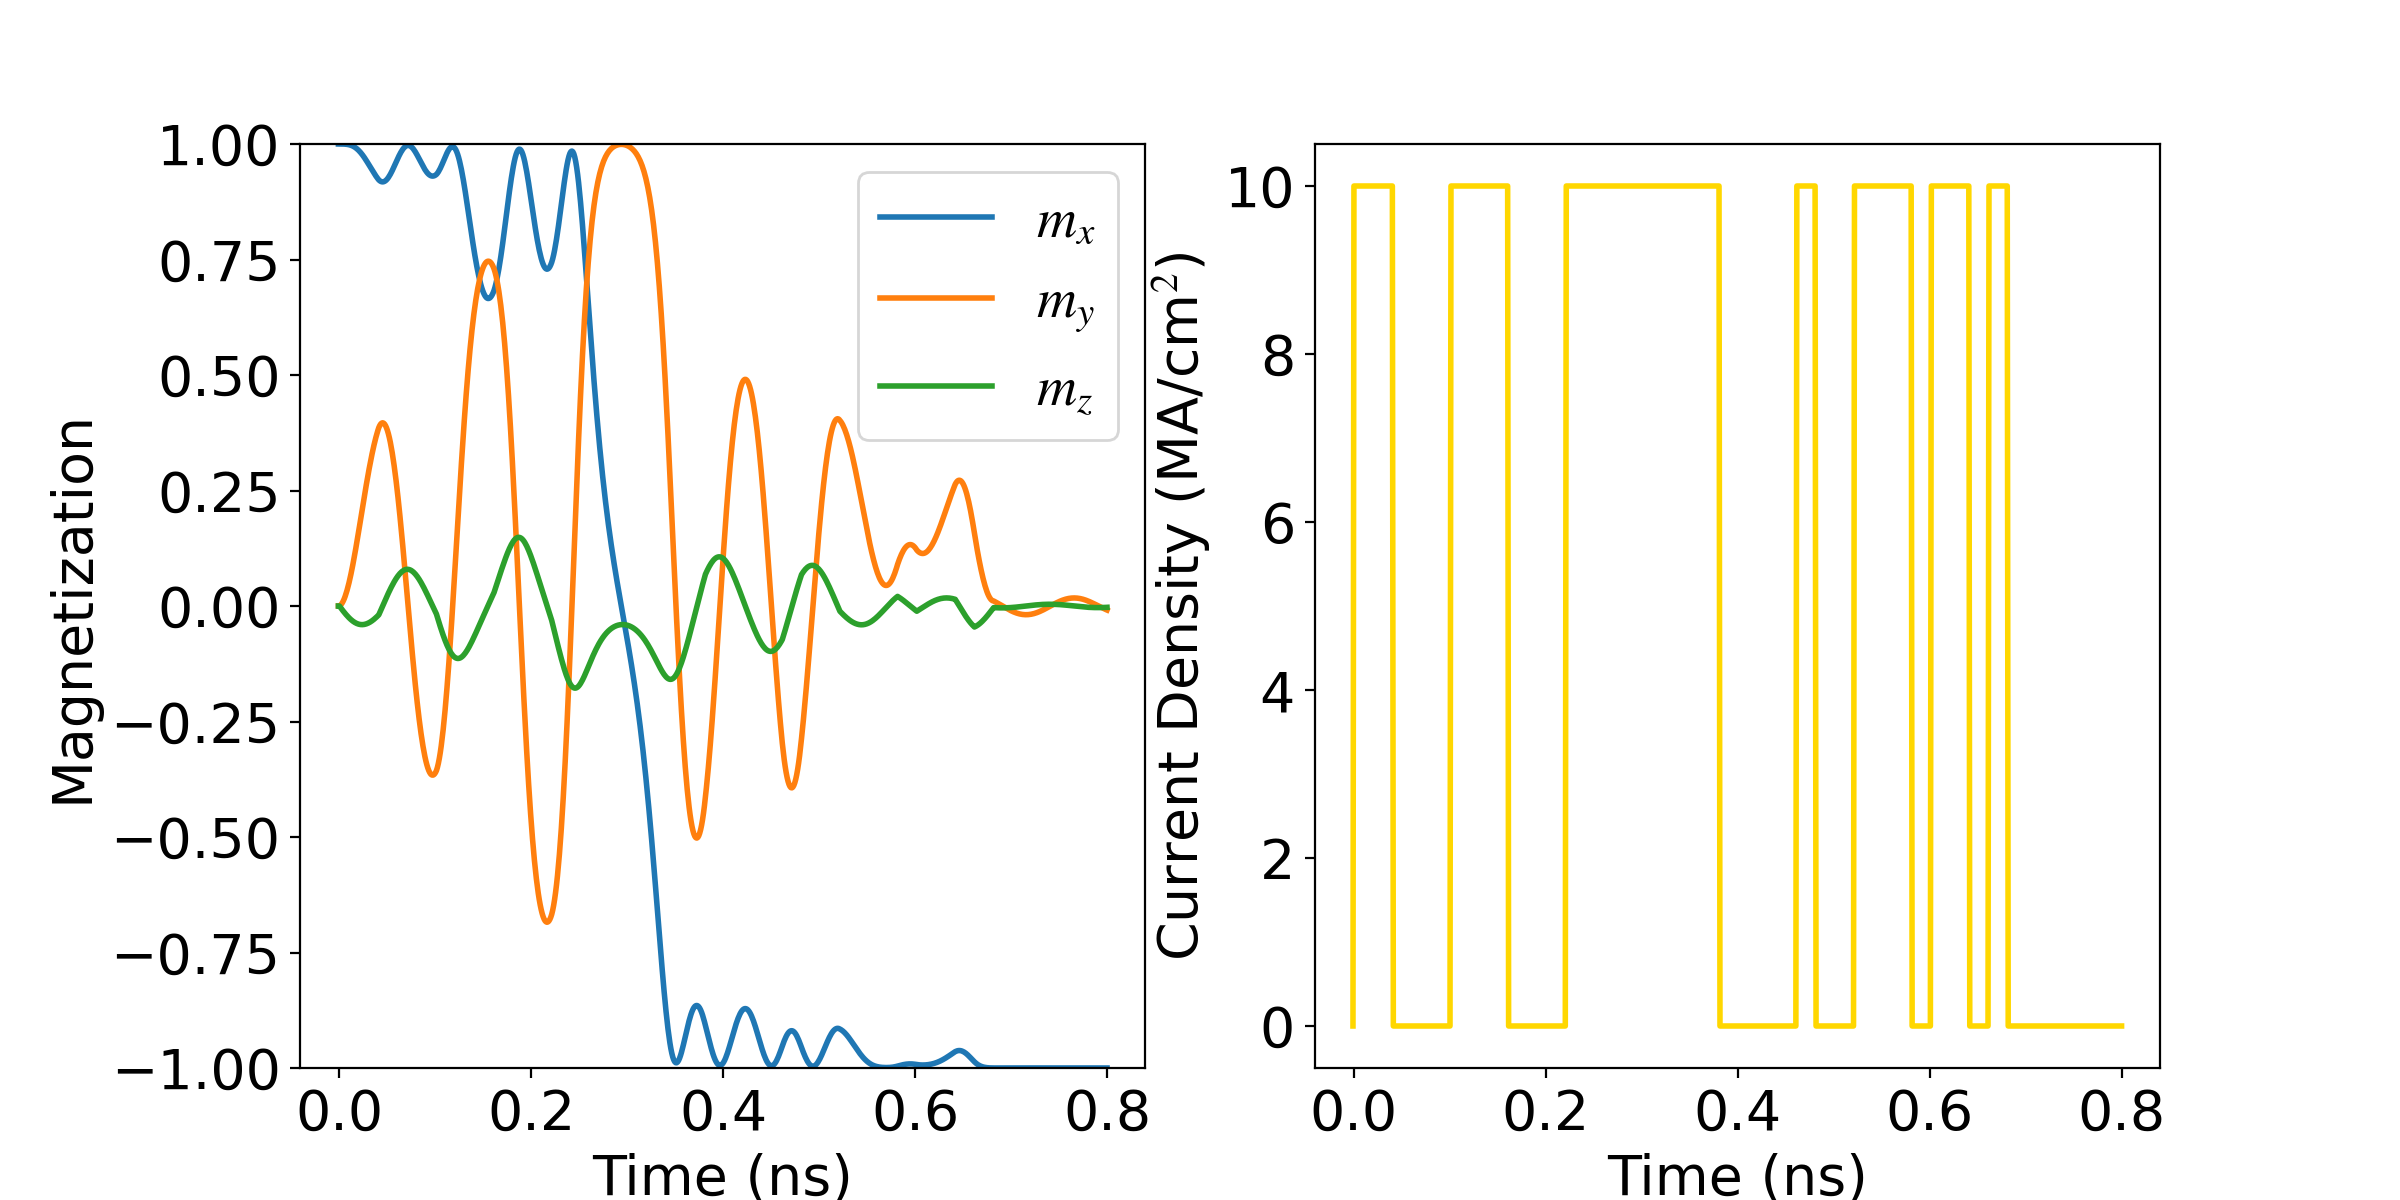 Magnetization
1.00
0.75
0.50
0.25
0.00
−0.25
−0.50
−0.75
−1.00
0.0 0.2 0.4 0.6 0.8
Time (ns)
m_x
m_y
m_z
Current Density (MA/cm²)
10
8
6
4
2
0
0.0 0.2 0.4 0.6 0.8
Time (ns)